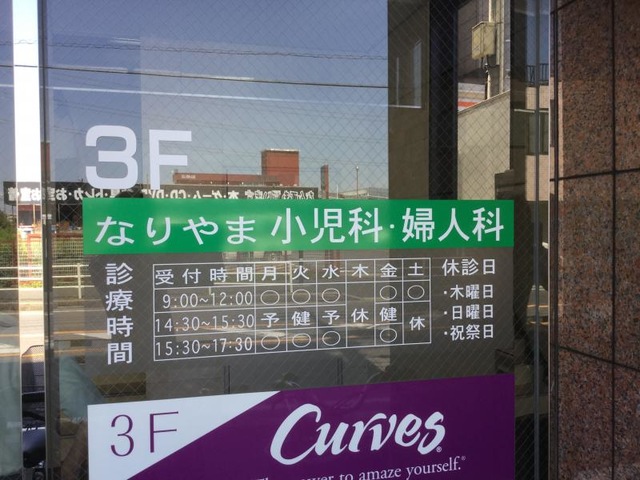 3F
なりやま 小児科・婦人科
診療時間
受付時間 月 火 水 木 金 土
9:00~12:00 ○ ○ ○ ○ ○
14:30~15:30 予 健 予 休 健 休
15:30~17:30 ○ ○ ○ ○
休診日
・木曜日
・日曜日
・祝祭日
3F
Curves®
power to amaze yourself.®